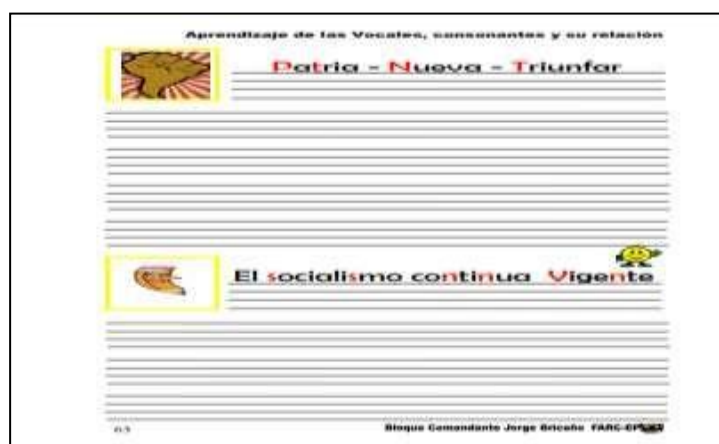 Aprendizaje de las Vocales, consonantes y su relación
Patria - Nueva - Triunfar
El socialismo continua Vigente
63
Bloque Comandante Jorge Briceño FARC-EP